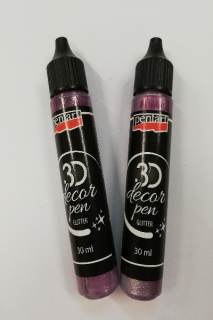 pentart
3D
decor
pen
GLITTER
30 ml
pentart
3D
decor
pen
GLITTER
30 ml